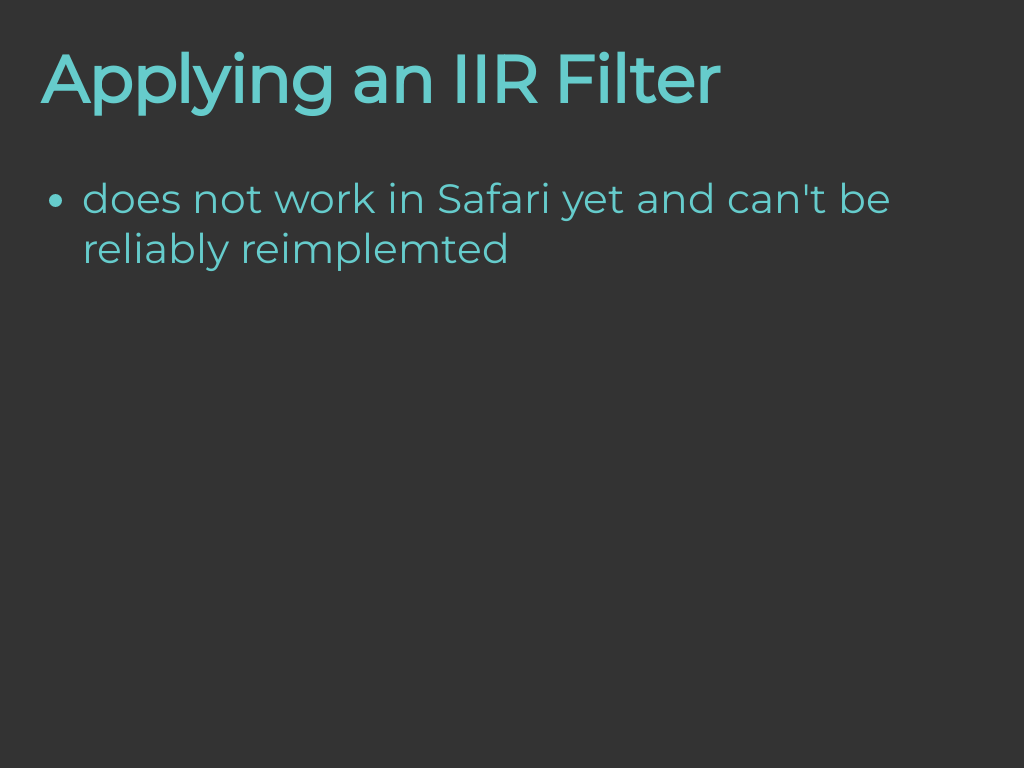 Applying an IIR Filter
• does not work in Safari yet and can't be
reliably reimplemted